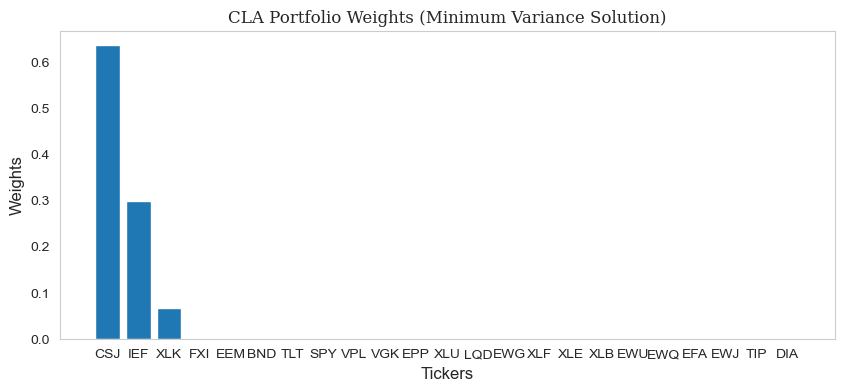 CLA Portfolio Weights (Minimum Variance Solution)
0.6
0.5
0.4
0.3
0.2
0.1
0.0
Weights
CSJ IEF XLK FXI EEM BND TLT SPY VPL VGK EPP XLU LQD EWG XLF XLE XLB EWU EWQ EFA EWJ TIP DIA
Tickers